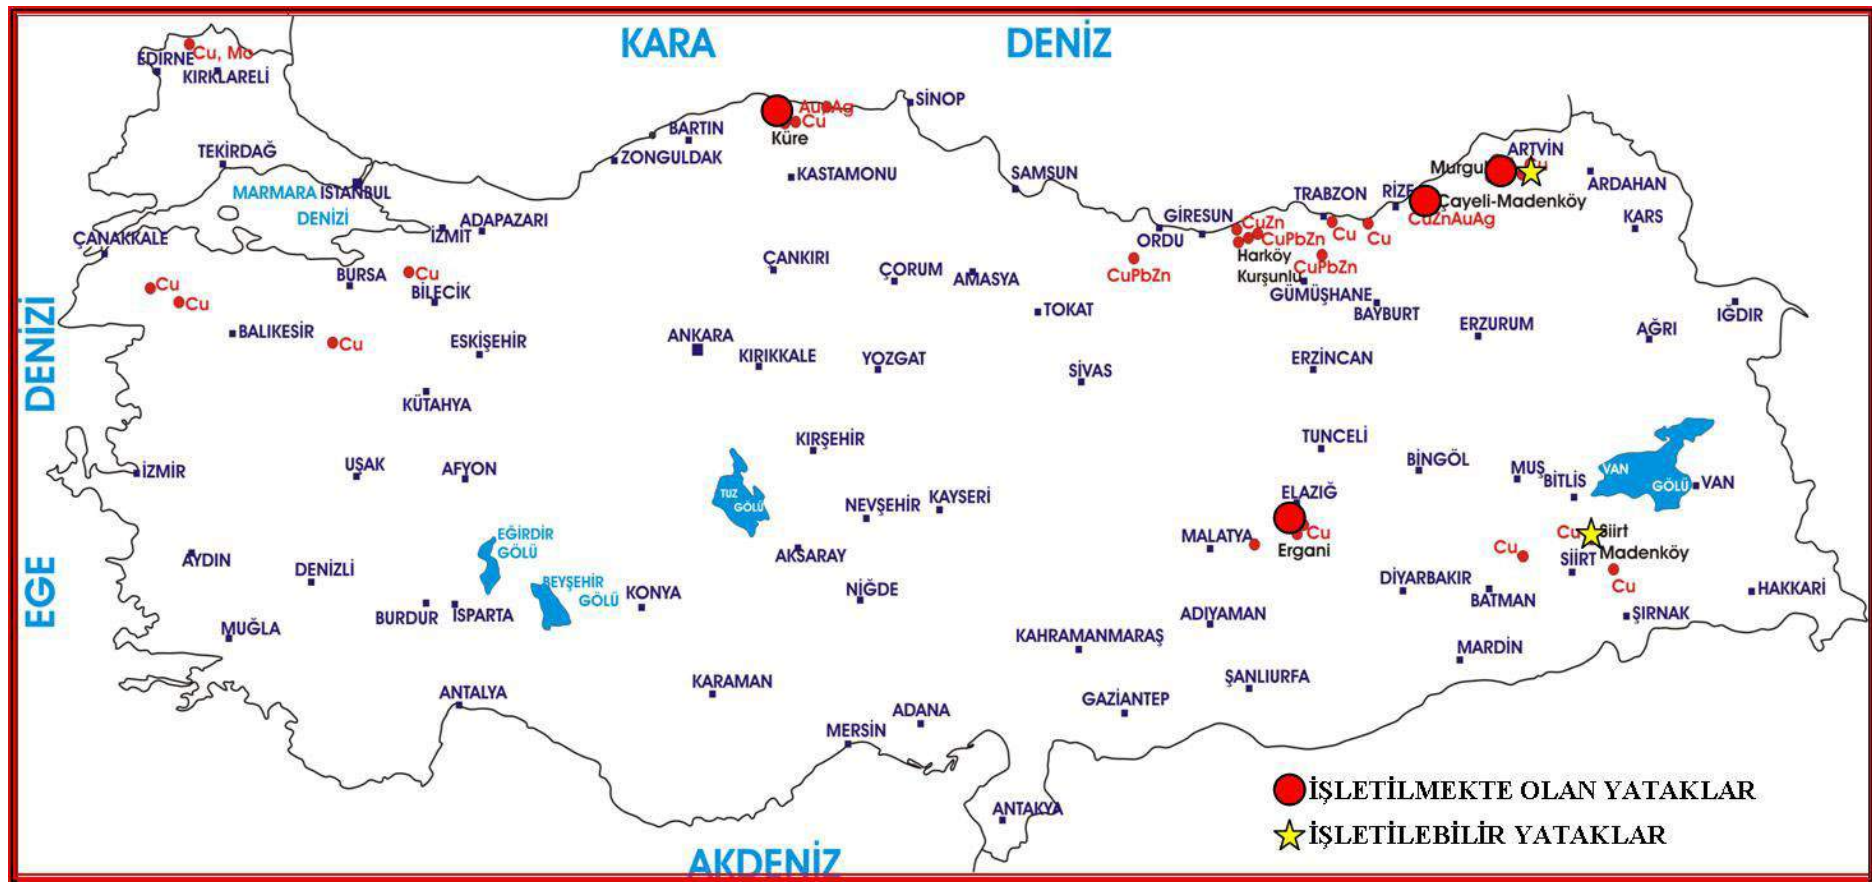 KARA DENİZ
Cu, Mo
EDİRNE
KIRKLARELİ
SİNOP
AuAg
Cu
Küre
BARTIN
ZONGULDAK
KASTAMONU
TEKİRDAĞ
MARMARA
DENİZİ
İSTANBUL
ADAPAZARI
İZMİT
ÇANAKKALE
SAMSUN
ARTVİN
Cu
Murgul
ARDAHAN
KARS
Çayeli-Madenköy
CuZnAuAg
RİZE
TRABZON
Cu
Cu
GİRESUN
ORDU
CuZn
CuPbZn
Harköy
Kurşunlu
CuPbZn
CuPbZn
GÜMÜŞHANE
BAYBURT
Cu
BURSA
BİLECİK
Cu
Cu
ÇANKIRI
ÇORUM
AMASYA
TOKAT
ERZURUM
AĞRI
IĞDIR
BALIKESİR
Cu
ESKİŞEHİR
ANKARA
KIRIKKALE
YOZGAT
SİVAS
ERZİNCAN
KÜTAHYA
EGE DENİZİ
İZMİR
UŞAK
AFYON
KIRŞEHİR
TUNCELİ
BİNGÖL
MUŞ
BİTLİS
VAN
GÖLÜ
VAN
TUZ
GÖLÜ
NEVŞEHİR
KAYSERİ
ELAZIĞ
Cu
Ergani
MALATYA
AKSARAY
EĞİRDİR
GÖLÜ
BEYŞEHİR
GÖLÜ
AYDIN
DENİZLİ
BURDUR
ISPARTA
KONYA
NİĞDE
Cu
Cu
Siirt
Madenköy
SİİRT
Cu
DİYARBAKIR
BATMAN
HAKKARİ
ŞIRNAK
MUĞLA
ADIYAMAN
KAHRAMANMARAŞ
MARDİN
ŞANLIURFA
GAZİANTEP
ANTALYA
KARAMAN
ADANA
MERSİN
ANTAKYA
AKDENİZ
İŞLETİLMEKTE OLAN YATAKLAR
İŞLETİLEBİLİR YATAKLAR